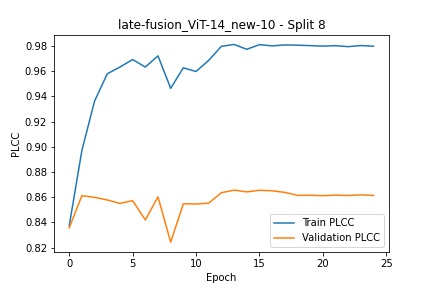 late-fusion_ViT-14_new-10 - Split 8
PLCC
0.98
0.96
0.94
0.92
0.90
0.88
0.86
0.84
0.82
Train PLCC
Validation PLCC
0 5 10 15 20 25
Epoch